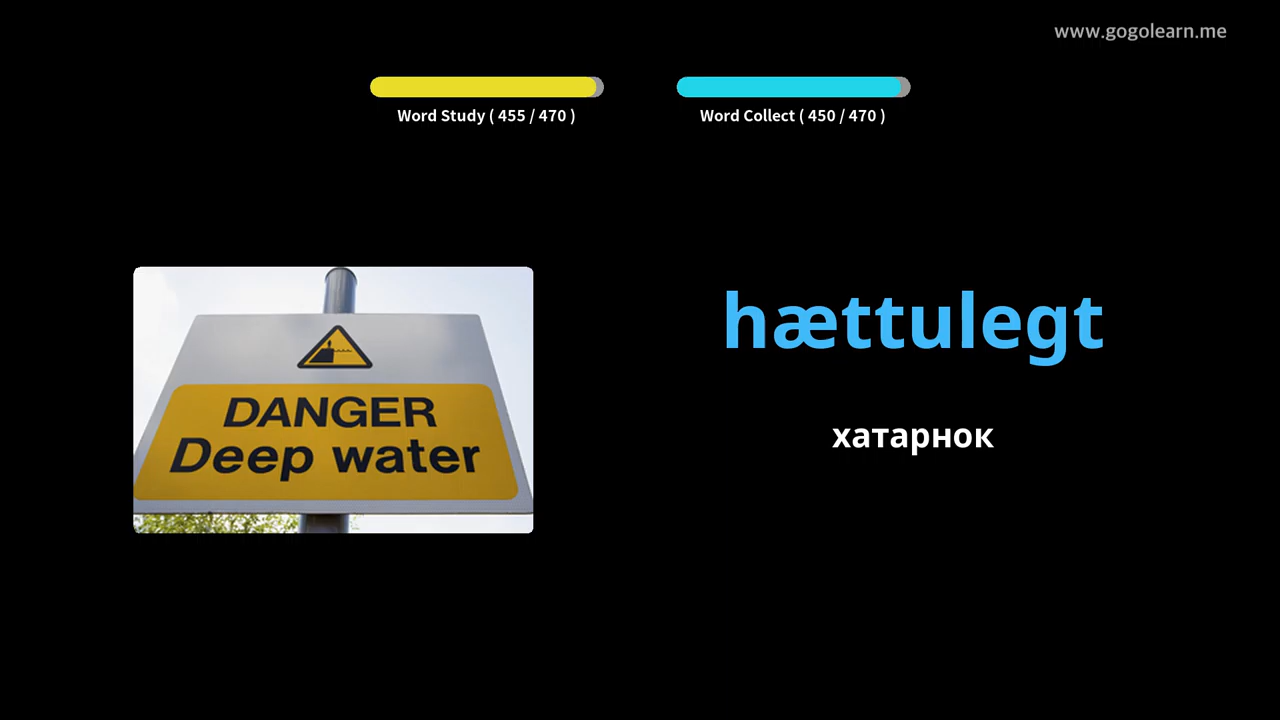 www.gogolearn.me
Word Study ( 455 / 470 )
Word Collect ( 450 / 470 )
DANGER
Deep water
hættulegt
хатарнок